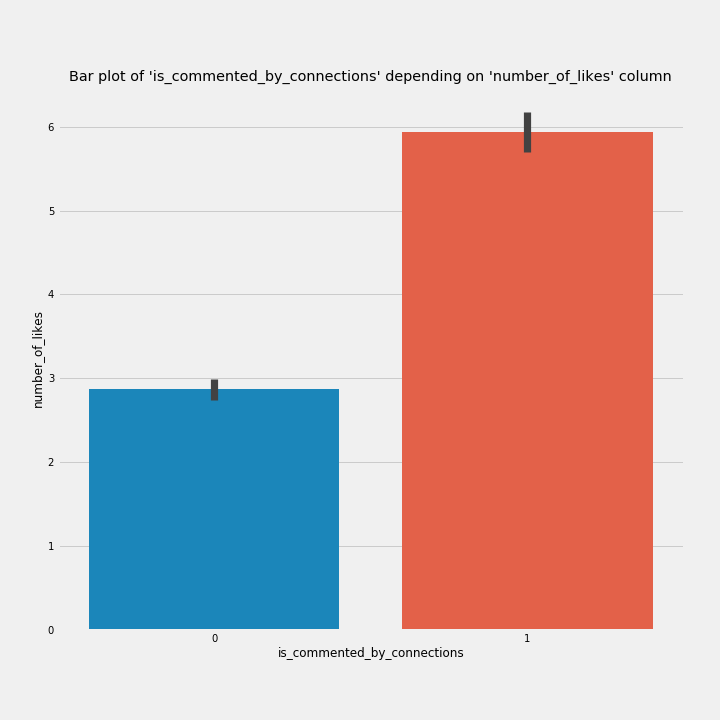 Bar plot of 'is_commented_by_connections' depending on 'number_of_likes' column
6
5
4
3
2
1
0
number_of_likes
0 1
is_commented_by_connections